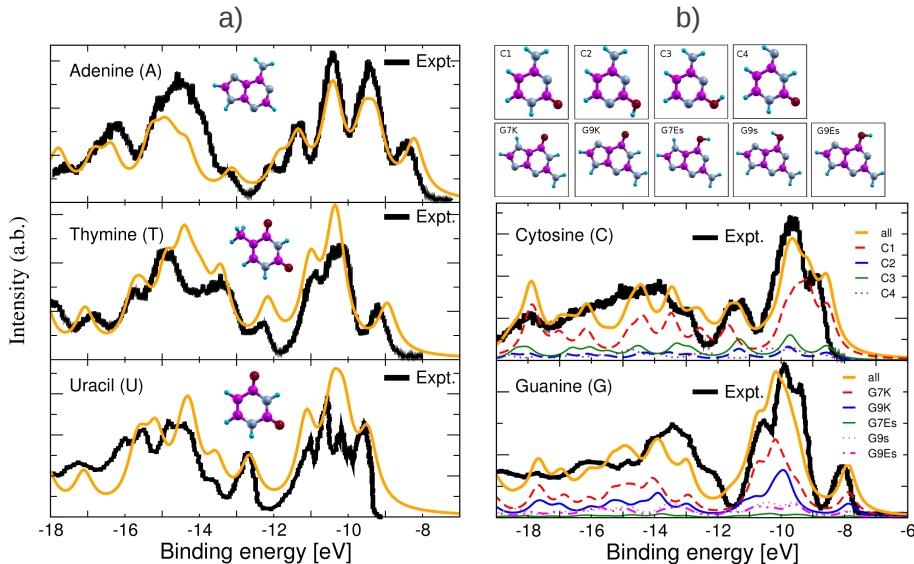 a)
b)
Adenine (A)
Expt.
Thymine (T)
Expt.
Uracil (U)
Expt.
Intensity (a.b.)
-18 -16 -14 -12 -10 -8
Binding energy [eV]
C1 C2 C3 C4
G7K G9K G7Es G9s G9Es
Cytosine (C)
Expt.
all
C1
C2
C3
C4
Guanine (G)
Expt.
all
G7K
G9K
G7Es
G9s
G9Es
-18 -16 -14 -12 -10 -8 -6
Binding energy [eV]